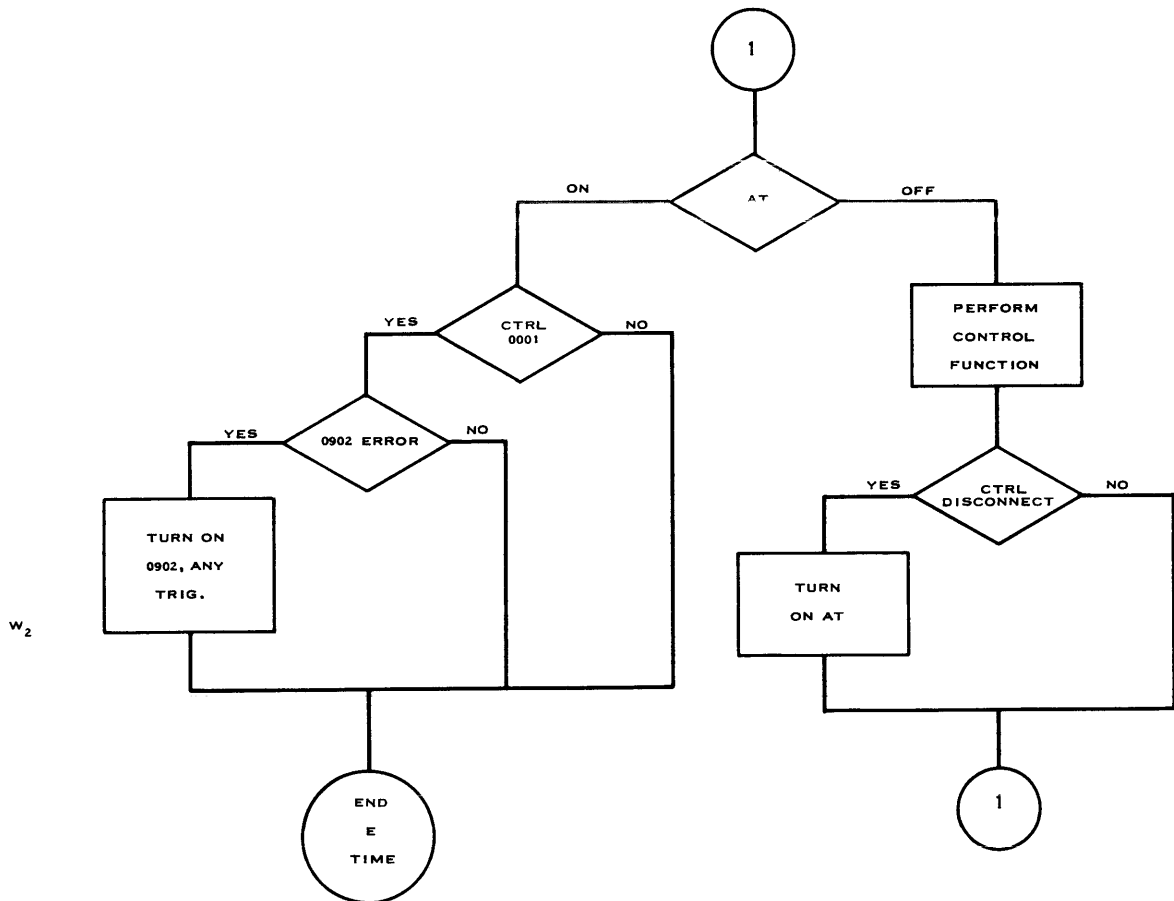 1
AT
ON
OFF
CTRL
0001
YES
NO
PERFORM
CONTROL
FUNCTION
0902 ERROR
YES
NO
CTRL
DISCONNECT
YES
NO
TURN ON
0902, ANY
TRIG.
TURN
ON AT
W2
END
E
TIME
1